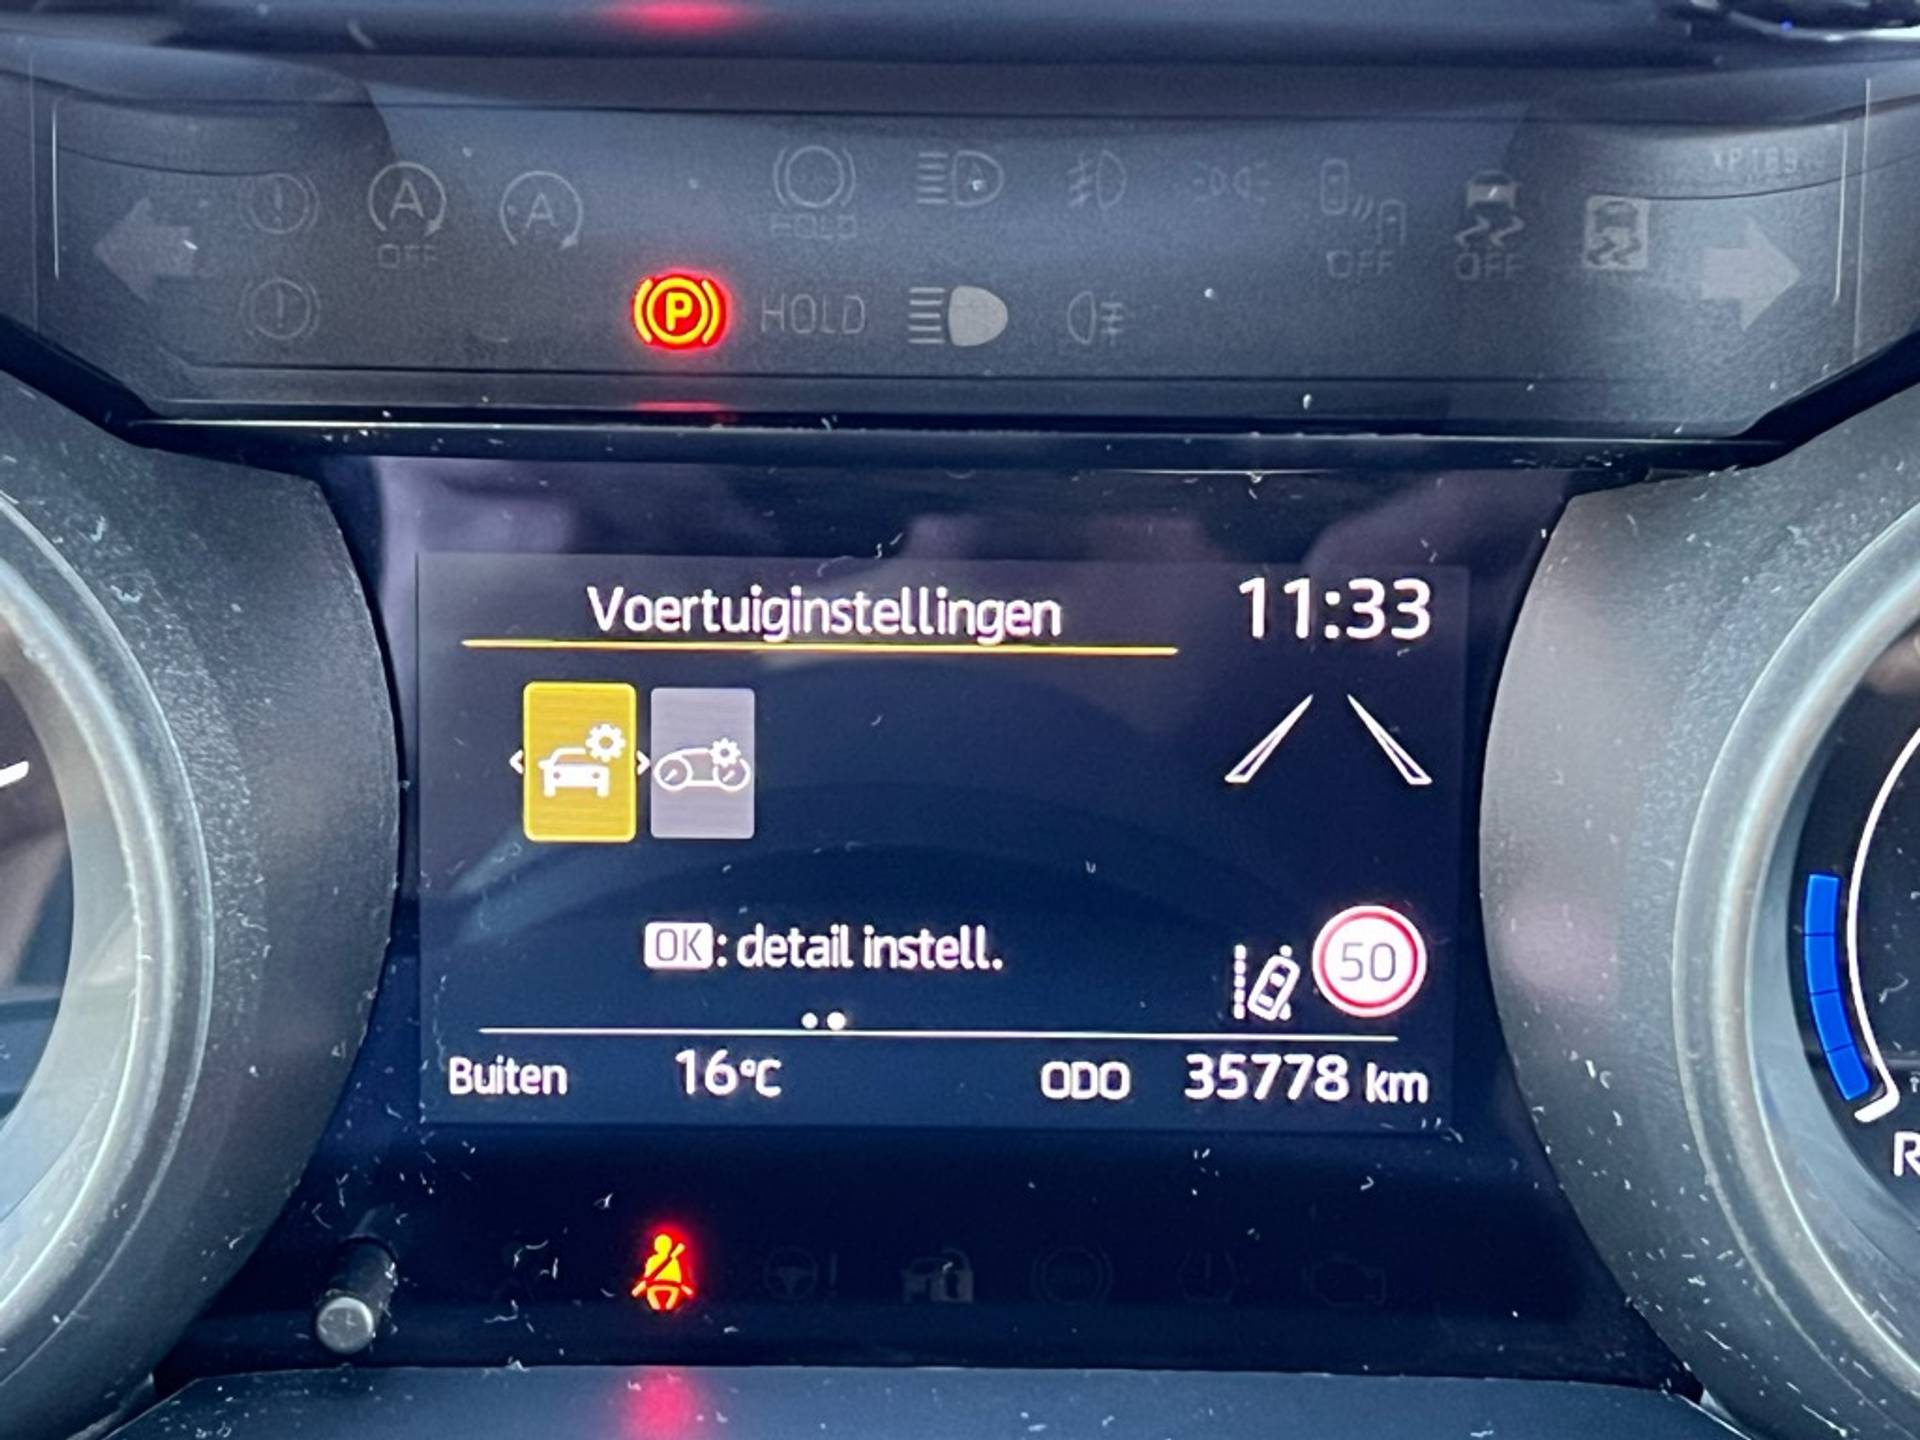 A
OFF
A
HOLD
OFF
OFF
P
HOLD
Voertuiginstellingen
11:33
OK: detail instell.
50
Buiten
16°C
ODO
35778 km